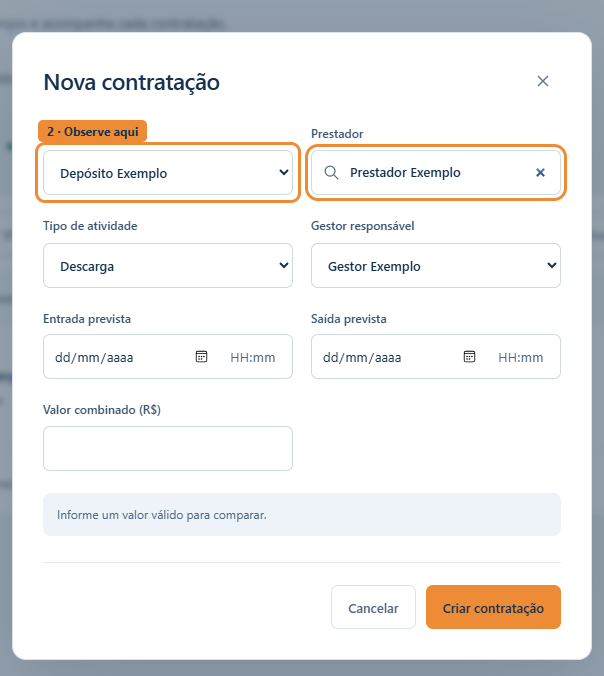 Nova contratação
2 · Observe aqui
Prestador
Depósito Exemplo
Prestador Exemplo
Tipo de atividade
Gestor responsável
Descarga
Gestor Exemplo
Entrada prevista
Saída prevista
dd/mm/aaaa HH:mm
dd/mm/aaaa HH:mm
Valor combinado (R$)
Informe um valor válido para comparar.
Cancelar
Criar contratação